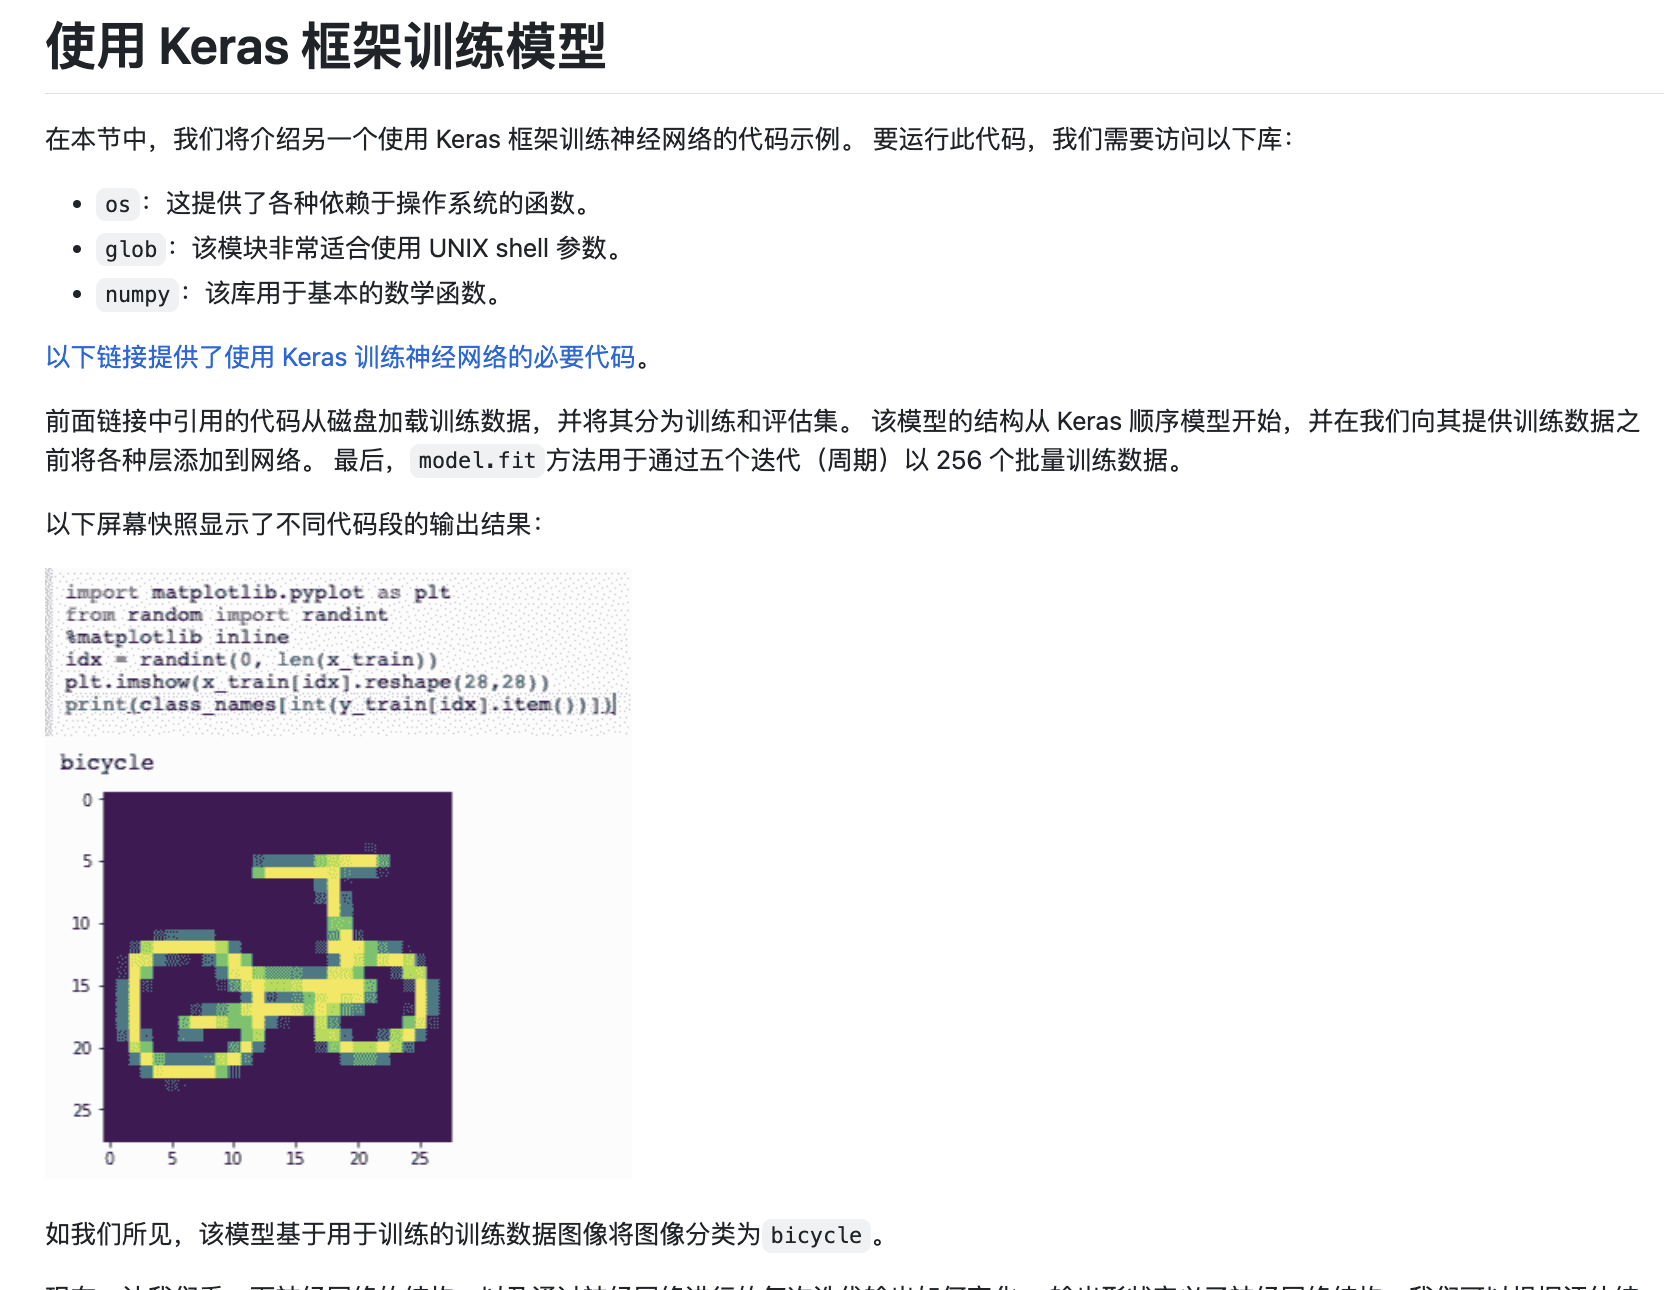 使用 Keras 框架训练模型
在本节中，我们将介绍另一个使用 Keras 框架训练神经网络的代码示例。 要运行此代码，我们需要访问以下库：
• os：这提供了各种依赖于操作系统的函数。
• glob：该模块非常适合使用 UNIX shell 参数。
• numpy：该库用于基本的数学函数。
以下链接提供了使用 Keras 训练神经网络的必要代码。
前面链接中引用的代码从磁盘加载训练数据，并将其分为训练和评估集。 该模型的结构从 Keras 顺序模型开始，并在我们向其提供训练数据之
前将各种层添加到网络。 最后，model.fit方法用于通过五个迭代（周期）以 256 个批量训练数据。
以下屏幕快照显示了不同代码段的输出结果：
import matplotlib.pyplot as plt
from random import randint
%matplotlib inline
idx = randint(0, len(x_train))
plt.imshow(x_train[idx].reshape(28,28))
print(class_names[int(y_train[idx].item())])
bicycle
0
5
10
15
20
25
0 5 10 15 20 25
如我们所见，该模型基于用于训练的训练数据图像将图像分类为bicycle。